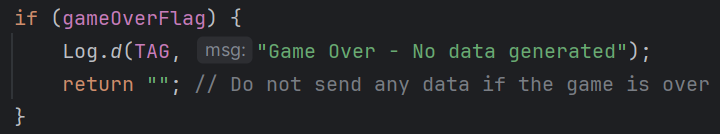 if (gameOverFlag) {
    Log.d(TAG, msg: "Game Over - No data generated");
    return ""; // Do not send any data if the game is over
}